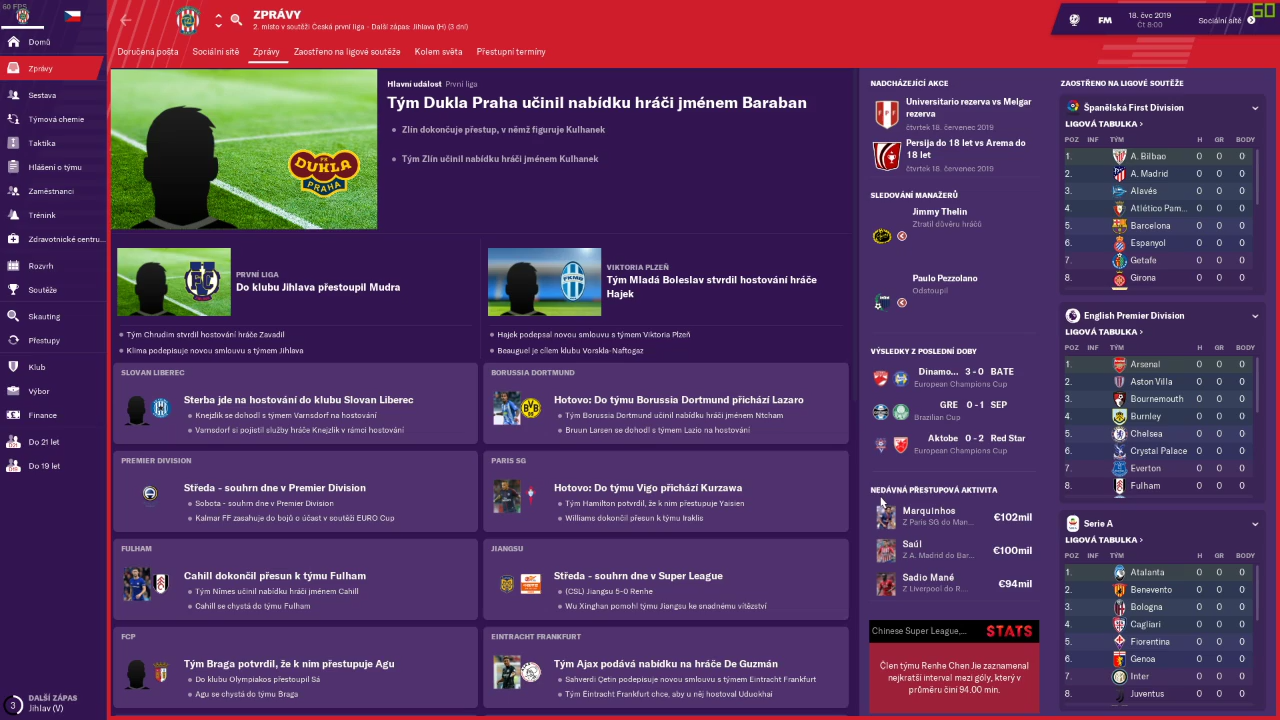 60 FPS
60
ZPRÁVY
2. místo v soutěži Česká první liga - Další zápas: Jihlava (H) (3 dní)
FM
18. čvc 2019
Čt 8:00
Sociální sítě
Doručená pošta
Sociální sítě
Zprávy
Zaostřeno na ligové soutěže
Kolem světa
Přestupní termíny
Domů
Zprávy
Sestava
Týmová chemie
Taktika
Hlášení o týmu
Zaměstnanci
Trénink
Zdravotnické centru...
Rozvrh
Soutěže
Skauting
Přestupy
Klub
Výbor
Finance
Do 21 let
Do 19 let
3
DALŠÍ ZÁPAS
Jihlav (V)
DUKLA
PRAHA
Hlavní událost První liga
Tým Dukla Praha učinil nabídku hráči jménem Baraban
Zlín dokončuje přestup, v němž figuruje Kulhanek
Tým Zlín učinil nabídku hráči jménem Kulhanek
PRVNÍ LIGA
Do klubu Jihlava přestoupil Mudra
Tým Chrudim stvrdil hostování hráče Zavadil
Klíma podepisuje novou smlouvu s týmem Jihlava
VIKTORIA PLZEŇ
Tým Mladá Boleslav stvrdil hostování hráče
Hajek
Hajek podepsal novou smlouvu s týmem Viktoria Plzeň
Beauguel je cílem klubu Vorskla-Naftogaz
SLOVAN LIBEREC
Sterba jde na hostování do klubu Slovan Liberec
Knejzlik se dohodl s týmem Varnsdorf na hostování
Varnsdorf si pojistil služby hráče Knejzlik v rámci hostování
BORUSSIA DORTMUND
Hotovo: Do týmu Borussia Dortmund přichází Lazaro
Tým Borussia Dortmund učinil nabídku hráči jménem Ntcham
Bruun Larsen se dohodl s týmem Lazio na hostování
PREMIER DIVISION
Středa - souhrn dne v Premier Division
Sobota - souhrn dne v Premier Division
Kalmar FF zasahuje do bojů o účast v soutěži EURO Cup
PARIS SG
Hotovo: Do týmu Vigo přichází Kurzawa
Tým Hamilton potvrdil, že k nim přestupuje Yaisien
Williams dokončil přesun k týmu Iraklis
FULHAM
Cahill dokončil přesun k týmu Fulham
Tým Nîmes učinil nabídku hráči jménem Cahill
Cahill se chystá do týmu Fulham
JIANGSU
Středa - souhrn dne v Super League
(CSL) Jiangsu 5-0 Renhe
Wu Xinghan pomohl týmu Jiangsu ke snadnému vítězství
FCP
Tým Braga potvrdil, že k nim přestupuje Agu
Do klubu Olympiakos přestoupil Sá
Agu se chystá do týmu Braga
EINTRACHT FRANKFURT
Tým Ajax podává nabídku na hráče De Guzmán
Sahverdi Çetin podepisuje novou smlouvu s týmem Eintracht Frankfurt
Tým Eintracht Frankfurt chce, aby u něj hostoval Uduokhai
NADCHÁZEJÍCÍ AKCE
Universitario rezerva vs Melgar
rezerva
čtvrtek 18. červenec 2019
Persija do 18 let vs Arema do
18 let
čtvrtek 18. červenec 2019
SLEDOVÁNÍ MANAŽERŮ
Jimmy Thelin
Ztratil důvěru hráčů
Paulo Pezzolano
Odstoupil
VÝSLEDKY Z POSLEDNÍ DOBY
Dinamo... 3 - 0 BATE
European Champions Cup
GRE 0 - 1 SEP
Brazilian Cup
Aktobe 0 - 2 Red Star
European Champions Cup
NEDÁVNÁ PŘESTUPOVÁ AKTIVITA
Marquinhos
Z Paris SG do Man...
€102mil
Saúl
Z A. Madrid do Bar...
€100mil
Sadio Mané
Z Liverpool do R....
€94mil
Chinese Super League,...
STATS
Člen týmu Renhe Chen Jie zaznamenal
nejkratší interval mezi góly, který v
průměru činí 94.00 min.
ZAOSTŘENO NA LIGOVÉ SOUTĚŽE
Španělská First Division
LIGOVÁ TABULKA >
POZ INF TÝM H GR BODY
1. A. Bilbao 0 0 0
2. A. Madrid 0 0 0
3. Alavés 0 0 0
4. Atlético Pam... 0 0 0
5. Barcelona 0 0 0
6. Espanyol 0 0 0
7. Getafe 0 0 0
8. Girona 0 0 0
English Premier Division
LIGOVÁ TABULKA >
POZ INF TÝM H GR BODY
1. Arsenal 0 0 0
2. Aston Villa 0 0 0
3. Bournemouth 0 0 0
4. Burnley 0 0 0
5. Chelsea 0 0 0
6. Crystal Palace 0 0 0
7. Everton 0 0 0
8. Fulham 0 0 0
Serie A
LIGOVÁ TABULKA >
POZ INF TÝM H GR BODY
1. Atalanta 0 0 0
2. Benevento 0 0 0
3. Bologna 0 0 0
4. Cagliari 0 0 0
5. Fiorentina 0 0 0
6. Genoa 0 0 0
7. Inter 0 0 0
8. Juventus 0 0 0